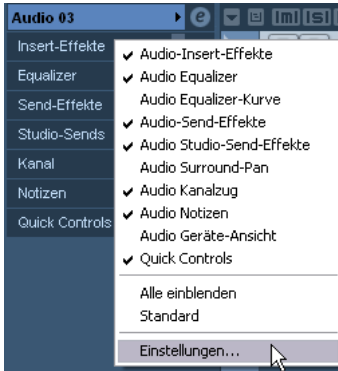 Audio 03
Insert-Effekte
Equalizer
Send-Effekte
Studio-Sends
Kanal
Notizen
Quick Controls
Audio-Insert-Effekte
Audio Equalizer
Audio Equalizer-Kurve
Audio-Send-Effekte
Audio Studio-Send-Effekte
Audio Surround-Pan
Audio Kanalzug
Audio Notizen
Audio Geräte-Ansicht
Quick Controls
Alle einblenden
Standard
Einstellungen...